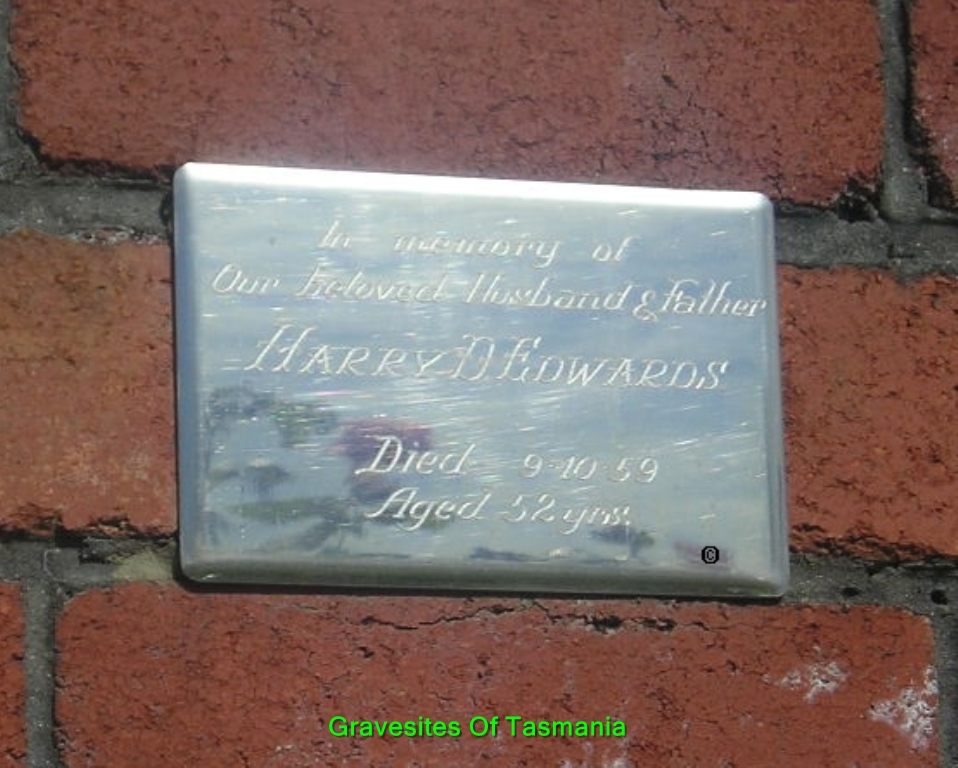 In memory of
Our beloved Husband & Father
HARRY D EDWARDS
Died 9-10-59
Aged 52 yrs.
©
Gravesites Of Tasmania